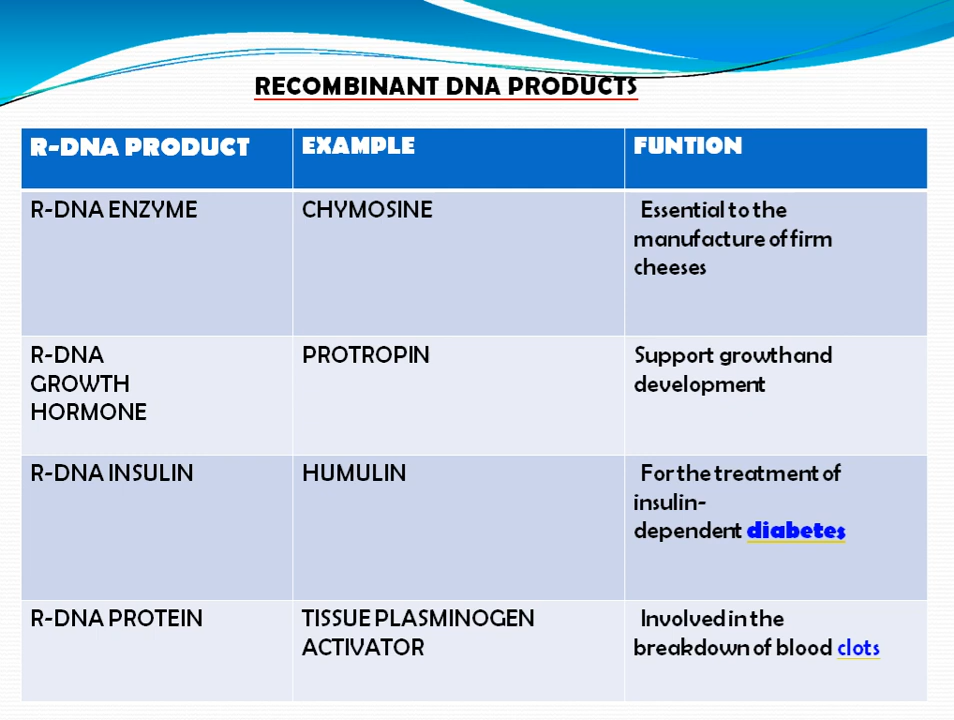 RECOMBINANT DNA PRODUCTS
R-DNA PRODUCT
EXAMPLE
FUNTION
R-DNA ENZYME
CHYMOSINE
Essential to the
manufacture of firm
cheeses
R-DNA
GROWTH
HORMONE
PROTROPIN
Support growth and
development
R-DNA INSULIN
HUMULIN
For the treatment of
insulin-
dependent diabetes
R-DNA PROTEIN
TISSUE PLASMINOGEN
ACTIVATOR
Involved in the
breakdown of blood clots